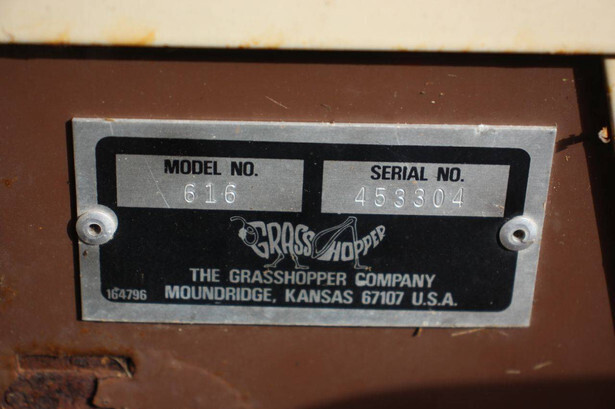 MODEL NO. SERIAL NO.
616 453304
GRASSHOPPER
THE GRASSHOPPER COMPANY
164796 MOUNDRIDGE, KANSAS 67107 U.S.A.